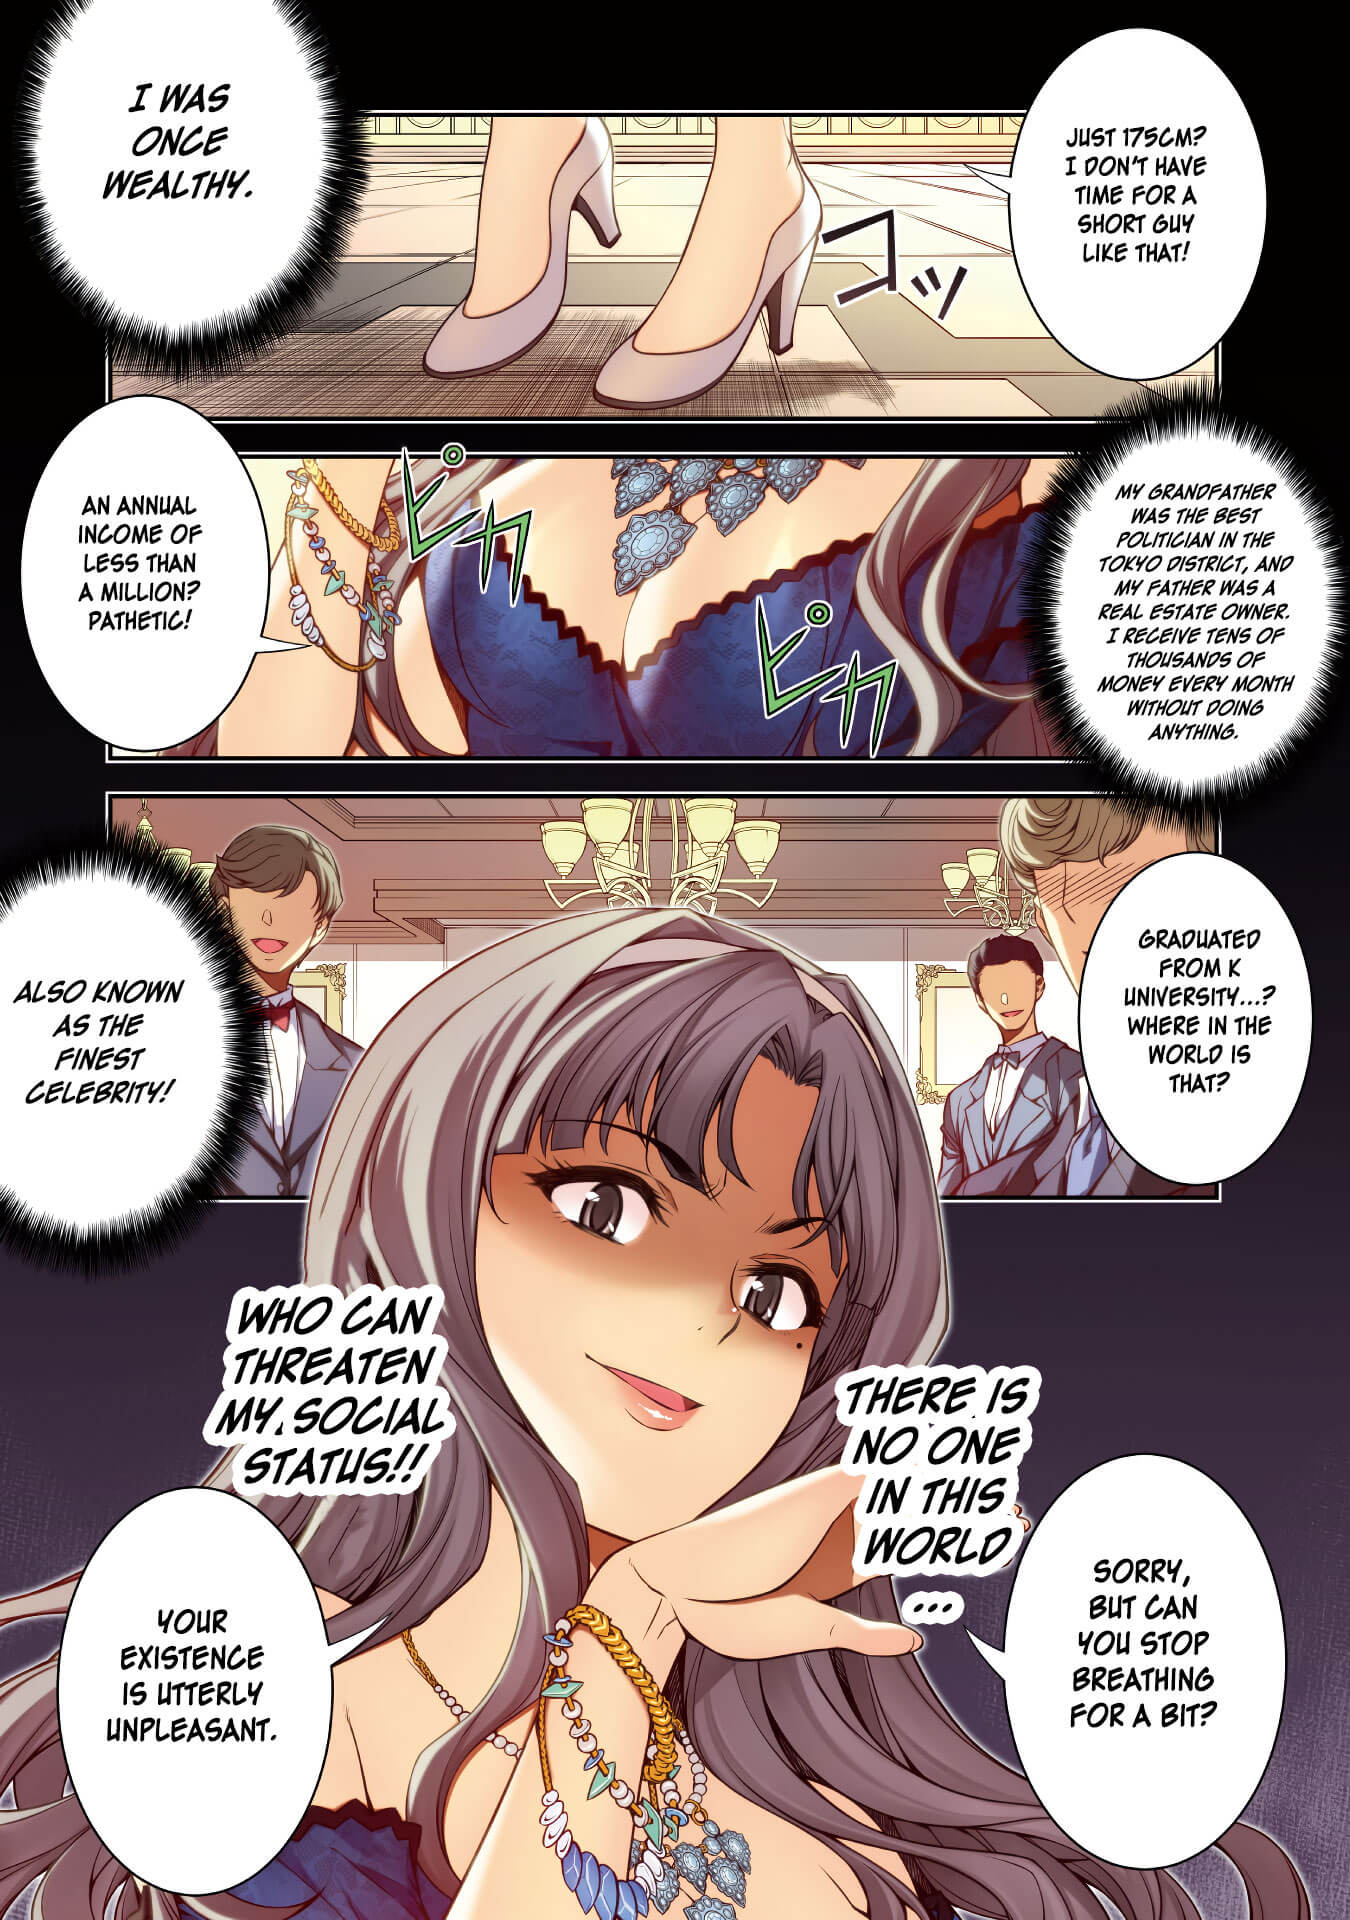 JUST 175CM?
I DON'T HAVE
TIME FOR A
SHORT GUY
LIKE THAT!
コッ
I WAS
ONCE
WEALTHY.
MY GRANDFATHER
WAS THE BEST
POLITICIAN IN THE
TOKYO DISTRICT, AND
MY FATHER WAS A
REAL ESTATE OWNER.
I RECEIVE TENS OF
THOUSANDS OF
MONEY EVERY MONTH
WITHOUT DOING
ANYTHING.
ピカ
ピカ
AN ANNUAL
INCOME OF
LESS THAN
A MILLION?
PATHETIC!
GRADUATED
FROM K
UNIVERSITY...?
WHERE IN THE
WORLD IS
THAT?
ALSO KNOWN
AS THE
FINEST
CELEBRITY!
THERE IS
NO ONE
IN THIS
WORLD
...
WHO CAN
THREATEN
MY SOCIAL
STATUS!!
SORRY,
BUT CAN
YOU STOP
BREATHING
FOR A BIT?
YOUR
EXISTENCE
IS UTTERLY
UNPLEASANT.